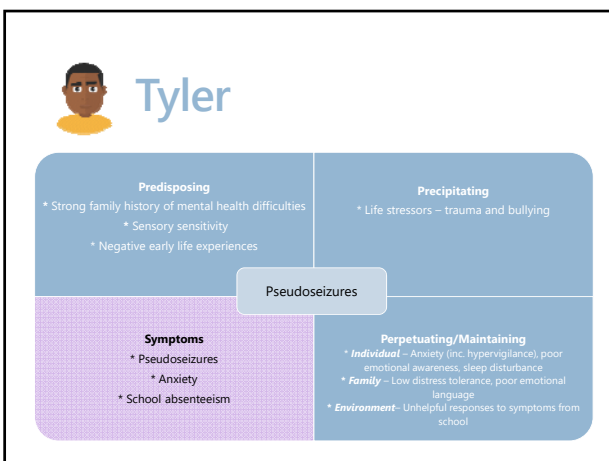 Tyler
Predisposing
* Strong family history of mental health difficulties
* Sensory sensitivity
* Negative early life experiences
Precipitating
* Life stressors – trauma and bullying
Pseudoseizures
Symptoms
* Pseudoseizures
* Anxiety
* School absenteeism
Perpetuating/Maintaining
* Individual – Anxiety (inc. hypervigilance), poor
emotional awareness, sleep disturbance
* Family – Low distress tolerance, poor emotional
language
* Environment– Unhelpful responses to symptoms from
school